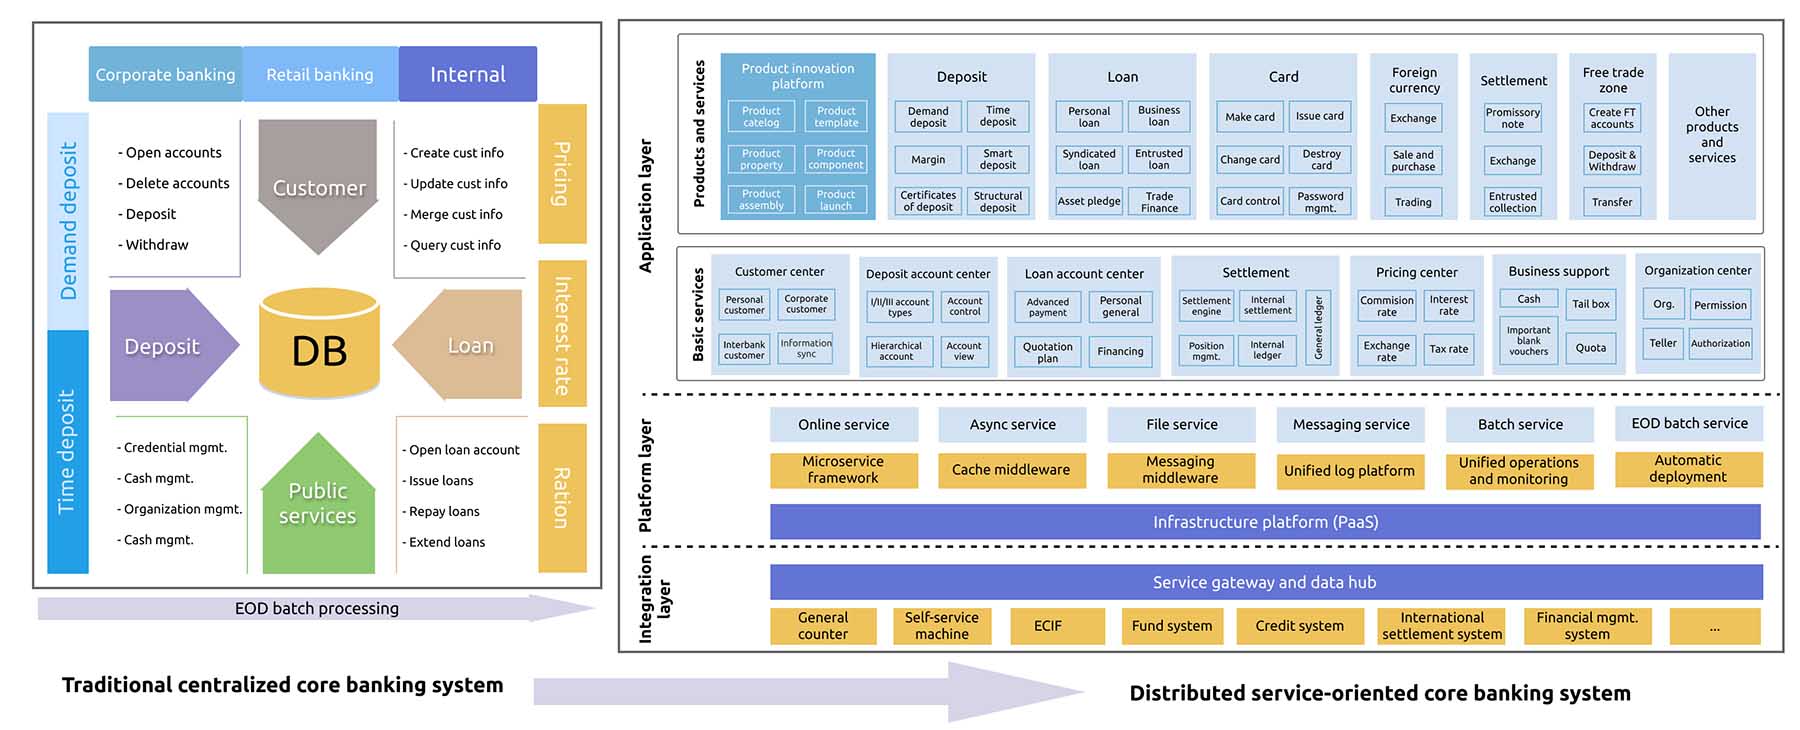 Corporate banking
Retail banking
Internal
Demand deposit
Time deposit
- Open accounts
- Delete accounts
- Deposit
- Withdraw
Customer
- Create cust info
- Update cust info
- Merge cust info
- Query cust info
Pricing
Interest rate
Ration
Deposit
DB
Loan
- Credential mgmt.
- Cash mgmt.
- Organization mgmt.
- Cash mgmt.
Public
services
- Open loan account
- Issue loans
- Repay loans
- Extend loans
EOD batch processing
Traditional centralized core banking system
Application layer
Products and services
Product innovation
platform
Product
catelog
Product
template
Product
property
Product
component
Product
assembly
Product
launch
Deposit
Demand
deposit
Time
deposit
Margin
Smart
deposit
Certificates
of deposit
Structural
deposit
Loan
Personal
loan
Business
loan
Syndicated
loan
Entrusted
loan
Asset pledge
Trade
Finance
Card
Make card
Issue card
Change card
Destroy
card
Card control
Password
mgmt.
Foreign
currency
Exchange
Sale and
purchase
Trading
Settlement
Promissory
note
Exchange
Entrusted
collection
Free trade
zone
Create FT
accounts
Deposit &
Withdraw
Transfer
Other
products
and
services
Basic services
Customer center
Personal
customer
Corporate
customer
Interbank
customer
Information
sync
Deposit account center
I/II/III account
types
Account
control
Hierarchical
account
Account
view
Loan account center
Advanced
payment
Personal
general
Quotation
plan
Financing
Settlement
Settlement
engine
Internal
settlement
Position
mgmt.
Internal
ledger
General ledger
Pricing center
Commision
rate
Interest
rate
Exchange
rate
Tax rate
Business support
Cash
Tail box
Important
blank
vouchers
Quota
Organization center
Org.
Permission
Teller
Authorization
Platform layer
Online service
Async service
File service
Messaging service
Batch service
EOD batch service
Microservice
framework
Cache middleware
Messaging
middleware
Unified log platform
Unified operations
and monitoring
Automatic
deployment
Infrastructure platform (PaaS)
Integration
layer
Service gateway and data hub
General
counter
Self-service
machine
ECIF
Fund system
Credit system
International
settlement system
Financial mgmt.
system
...
Distributed service-oriented core banking system